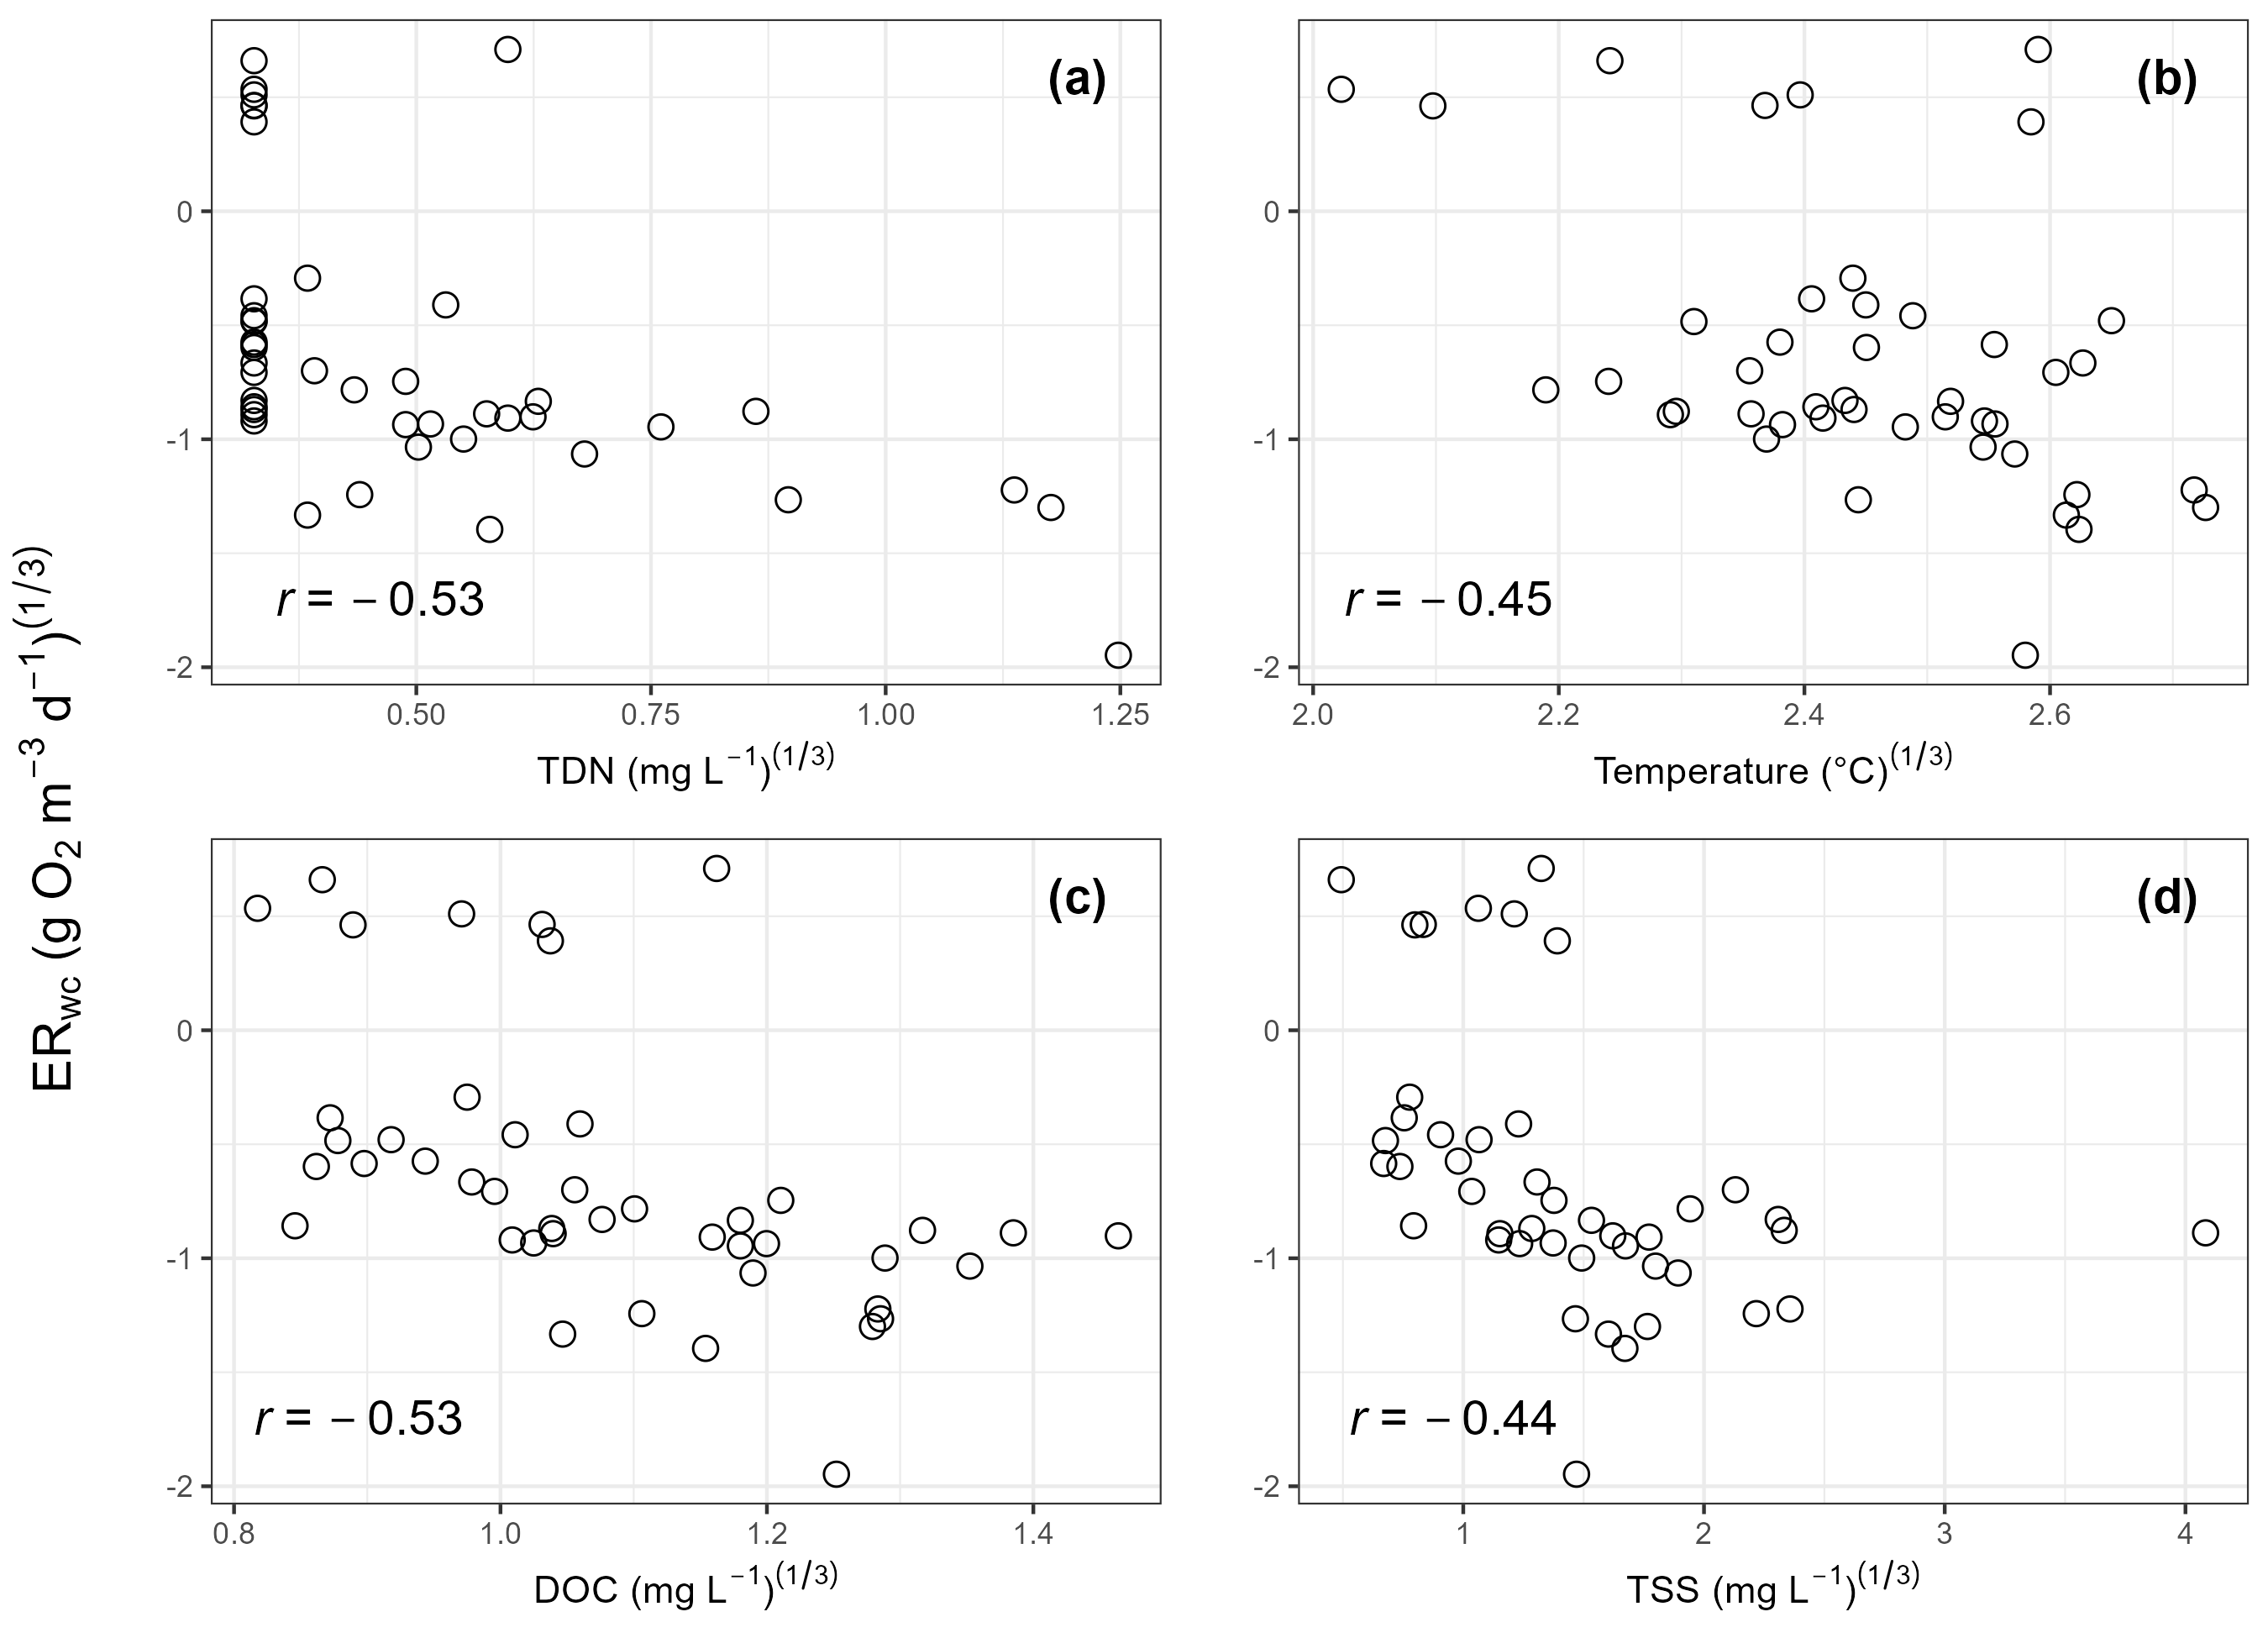 ERwc (g O2 m−3 d−1)(1/3)
(a)
0
-1
-2
r = − 0.53
0.50 0.75 1.00 1.25
TDN (mg L−1)(1/3)
(b)
0
-1
-2
r = − 0.45
2.0 2.2 2.4 2.6
Temperature (°C)(1/3)
(c)
0
-1
-2
r = − 0.53
0.8 1.0 1.2 1.4
DOC (mg L−1)(1/3)
(d)
0
-1
-2
r = − 0.44
1 2 3 4
TSS (mg L−1)(1/3)